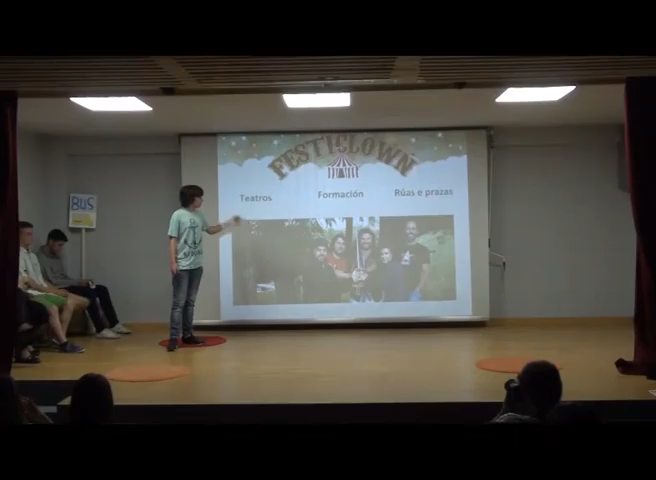 FESTICLOWN
Teatros
Formación
Rúas e prazas
BUS